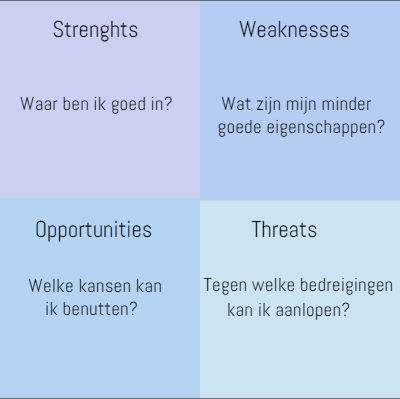 Strenghts
Waar ben ik goed in?
Weaknesses
Wat zijn mijn minder
goede eigenschappen?
Opportunities
Welke kansen kan
ik benutten?
Threats
Tegen welke bedreigingen
kan ik aanlopen?